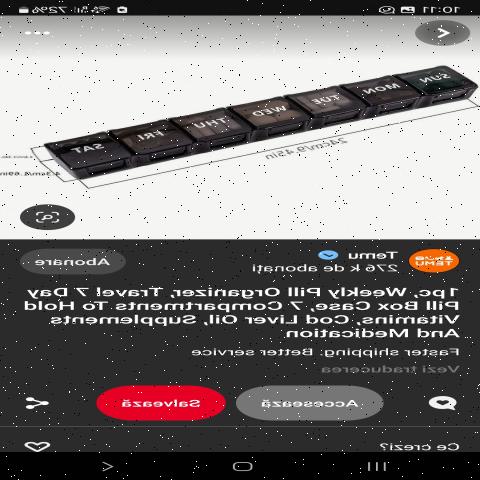 10:11
72%
SUN
MON
TUE
WED
THU
FRI
SAT
24cm/9.45in
TEMU
Temu
276 k de abonați
Abonare
1pc, Weekly Pill Organizer, Travel, 7 Day
Pill Box Case, 7 Compartments To Hold
Vitamins, Cod Liver Oil, Supplements
And Medication
Faster shipping. Better service
Vezi traducerea
Accesează
Salvează
Ce crezi?